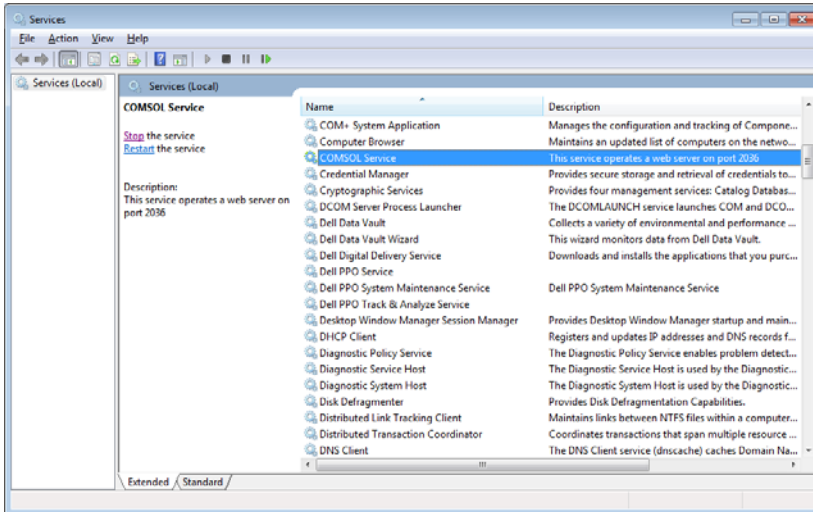 Services
File Action View Help
Services (Local)
Services (Local)
COMSOL Service
Stop the service
Restart the service
Description:
This service operates a web server on
port 2036
Name Description
COM+ System Application Manages the configuration and tracking of Compone...
Computer Browser Maintains an updated list of computers on the netwo...
COMSOL Service This service operates a web server on port 2036
Credential Manager Provides secure storage and retrieval of credentials to...
Cryptographic Services Provides four management services: Catalog Databas...
DCOM Server Process Launcher The DCOMLAUNCH service launches COM and DCO...
Dell Data Vault Collects a variety of environmental and performance ...
Dell Data Vault Wizard This wizard monitors data from Dell Data Vault.
Dell Digital Delivery Service Downloads and installs the applications that you purc...
Dell PPO Service
Dell PPO System Maintenance Service Dell PPO System Maintenance Service
Dell PPO Track & Analyze Service
Desktop Window Manager Session Manager Provides Desktop Window Manager startup and main...
DHCP Client Registers and updates IP addresses and DNS records f...
Diagnostic Policy Service The Diagnostic Policy Service enables problem detect...
Diagnostic Service Host The Diagnostic Service Host is used by the Diagnostic...
Diagnostic System Host The Diagnostic System Host is used by the Diagnostic...
Disk Defragmenter Provides Disk Defragmentation Capabilities.
Distributed Link Tracking Client Maintains links between NTFS files within a computer...
Distributed Transaction Coordinator Coordinates transactions that span multiple resource ...
DNS Client The DNS Client service (dnscache) caches Domain Na...
Extended Standard